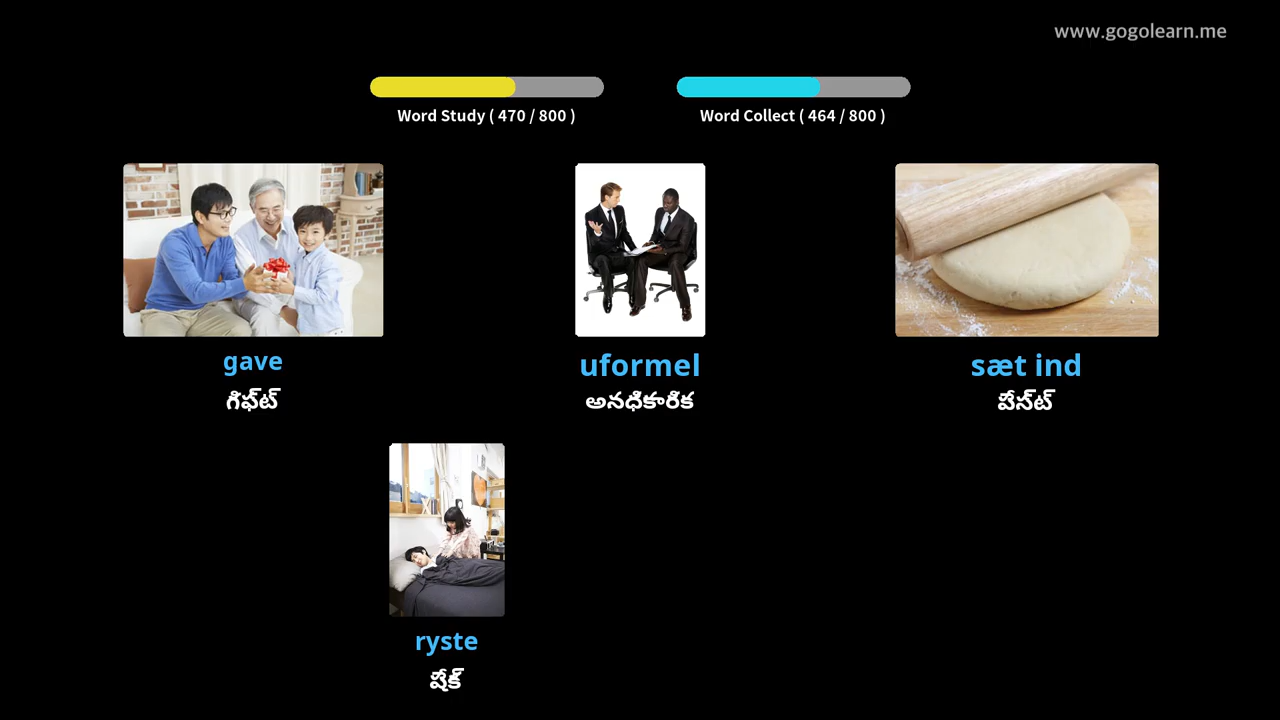 www.gogolearn.me
Word Study ( 470 / 800 )
Word Collect ( 464 / 800 )
gave
గిఫ్ట్
uformel
అనధికారిక
sæt ind
పేస్ట్
ryste
షేక్